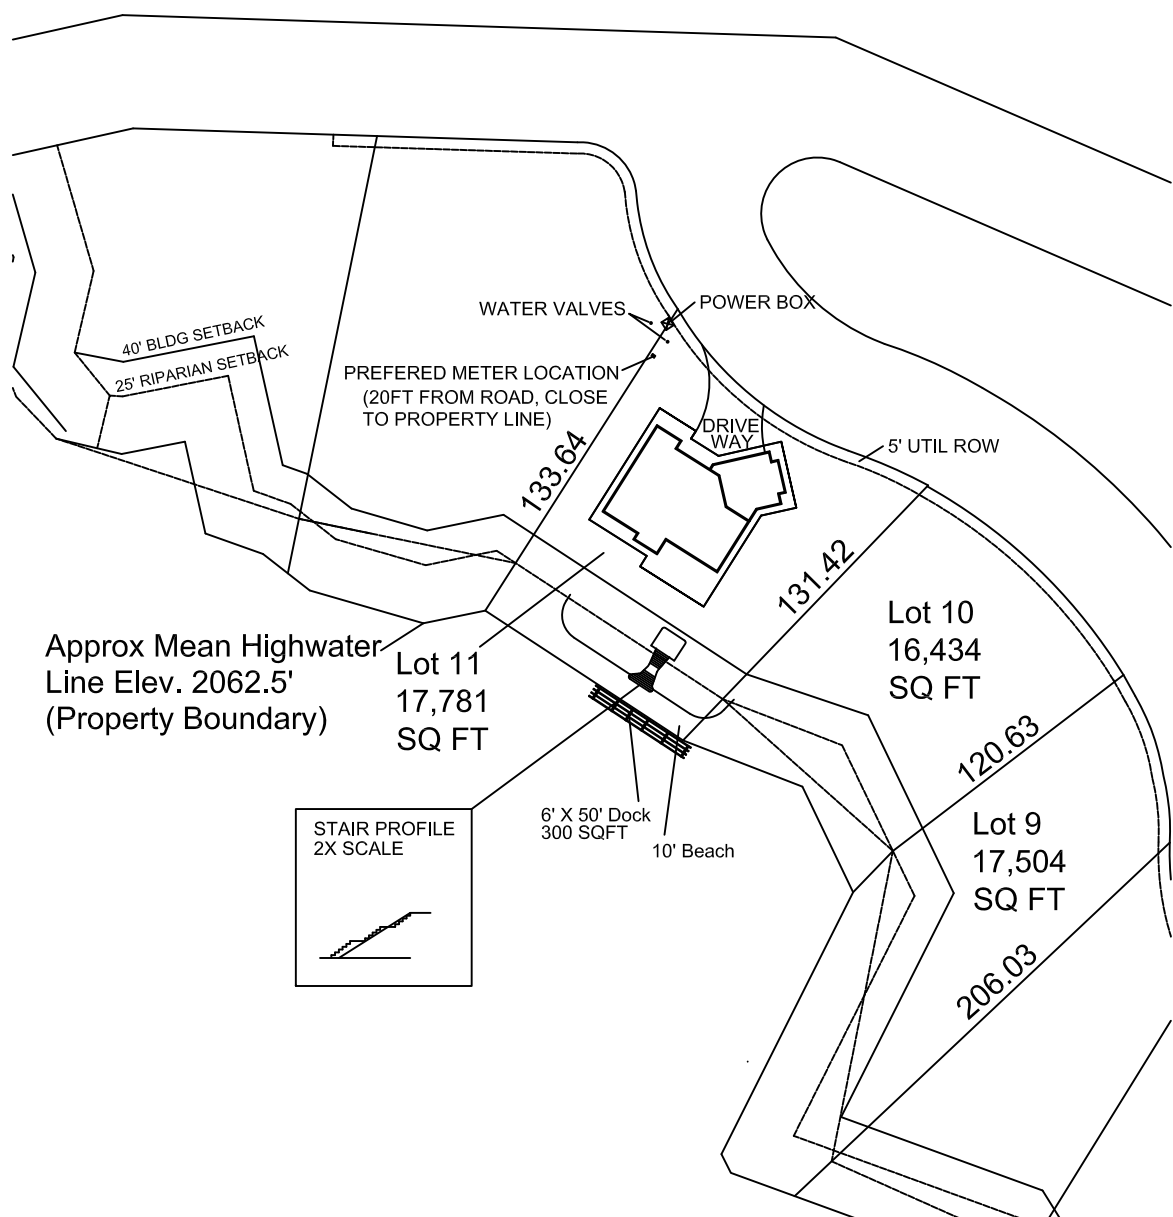 WATER VALVES
POWER BOX
40' BLDG SETBACK
25' RIPARIAN SETBACK
PREFERED METER LOCATION
(20FT FROM ROAD, CLOSE
TO PROPERTY LINE)
DRIVE
WAY
5' UTIL ROW
133.64
131.42
Lot 10
16,434
SQ FT
Approx Mean Highwater
Line Elev. 2062.5'
(Property Boundary)
Lot 11
17,781
SQ FT
120.63
6' X 50' Dock
300 SQFT
10' Beach
STAIR PROFILE
2X SCALE
Lot 9
17,504
SQ FT
206.03